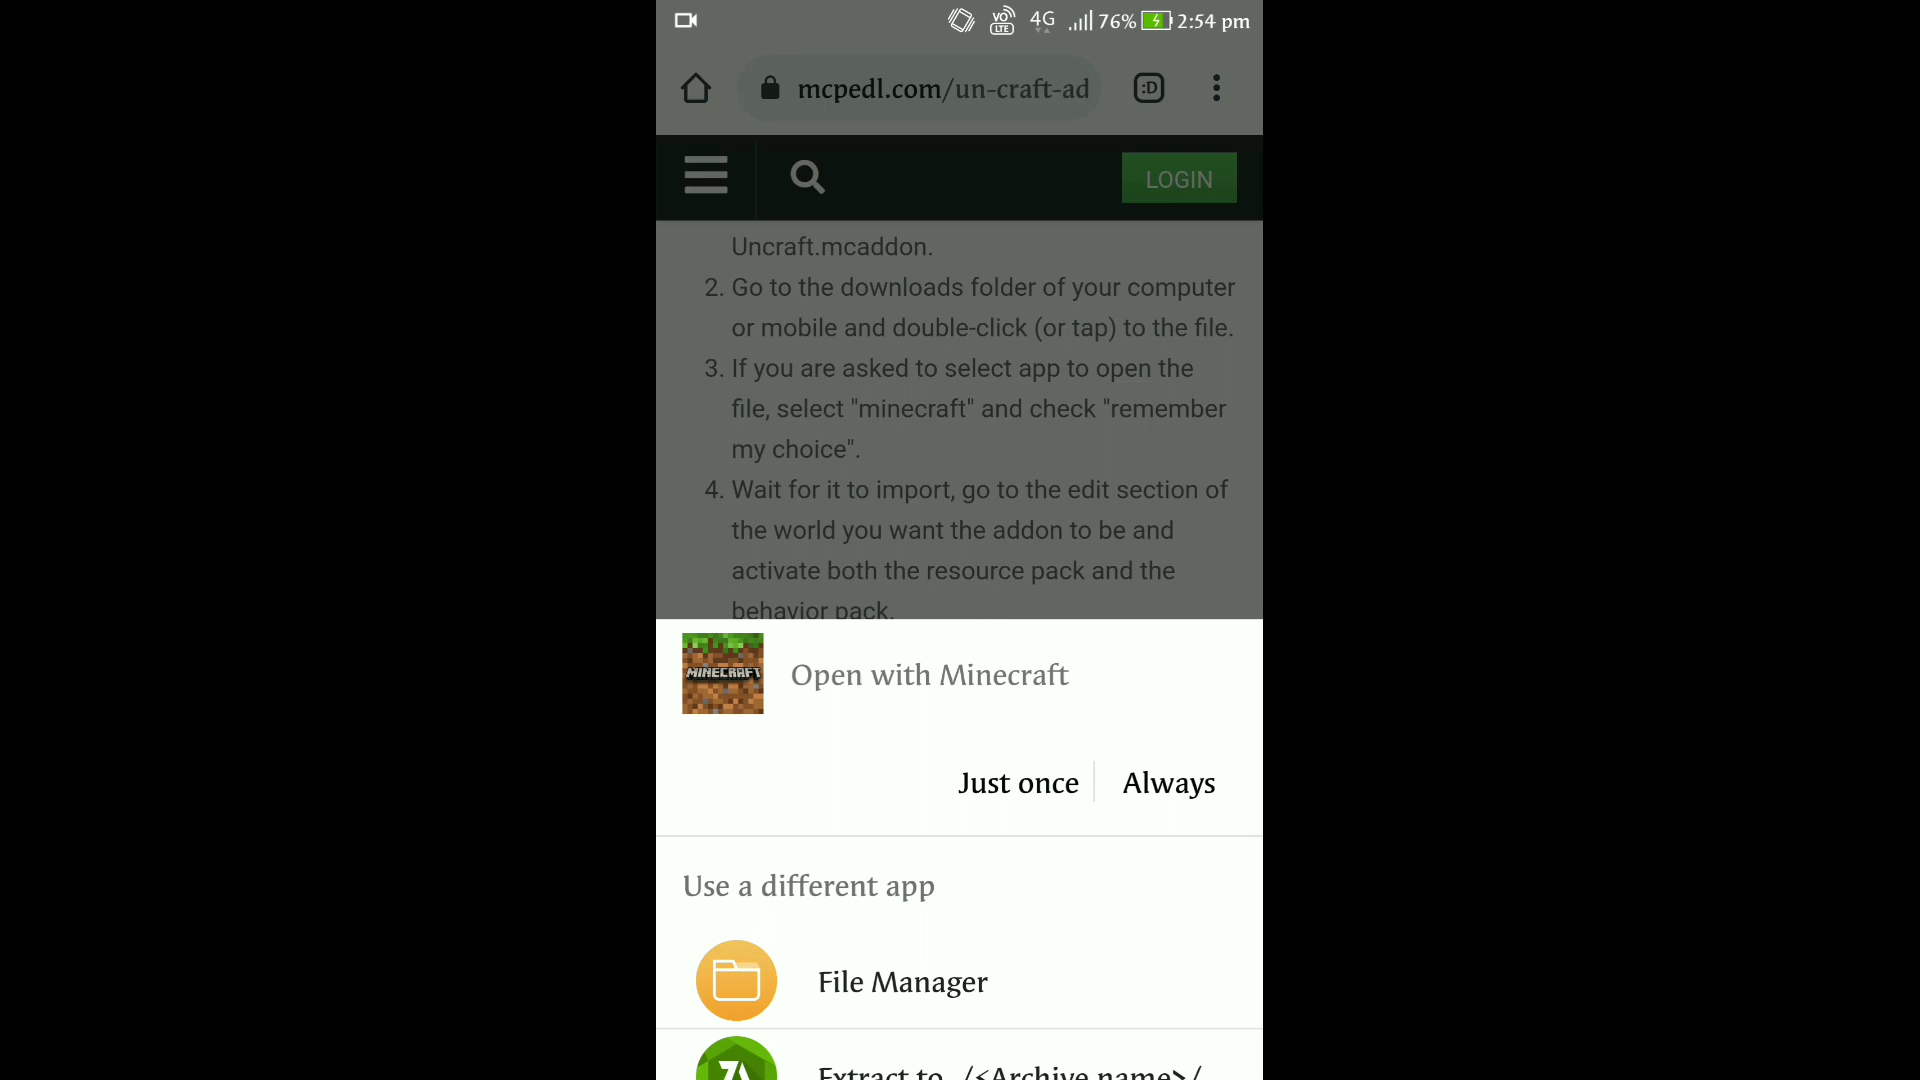 VO LTE 4G 76% 2:54 pm
mcpedl.com/un-craft-ad :D
LOGIN
Uncraft.mcaddon.
2. Go to the downloads folder of your computer
or mobile and double-click (or tap) to the file.
3. If you are asked to select app to open the
file, select "minecraft" and check "remember
my choice".
4. Wait for it to import, go to the edit section of
the world you want the addon to be and
activate both the resource pack and the
behavior pack.
MINECRAFT
Open with Minecraft
Just once Always
Use a different app
File Manager
Extract to ./<Archive name>/